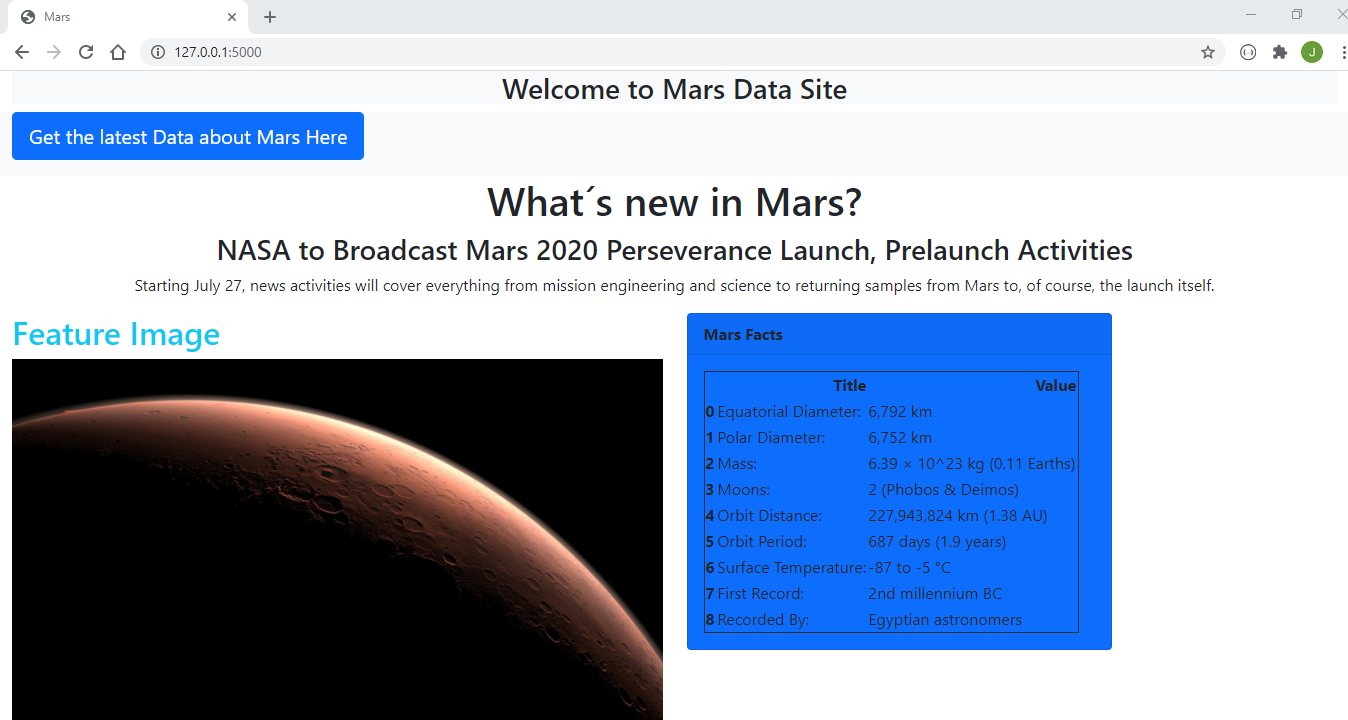 Mars
127.0.0.1:5000
J
Welcome to Mars Data Site
Get the latest Data about Mars Here
What´s new in Mars?
NASA to Broadcast Mars 2020 Perseverance Launch, Prelaunch Activities
Starting July 27, news activities will cover everything from mission engineering and science to returning samples from Mars to, of course, the launch itself.
Feature Image
Mars Facts
Title Value
0 Equatorial Diameter: 6,792 km
1 Polar Diameter: 6,752 km
2 Mass: 6.39 × 10^23 kg (0.11 Earths)
3 Moons: 2 (Phobos & Deimos)
4 Orbit Distance: 227,943,824 km (1.38 AU)
5 Orbit Period: 687 days (1.9 years)
6 Surface Temperature: -87 to -5 °C
7 First Record: 2nd millennium BC
8 Recorded By: Egyptian astronomers